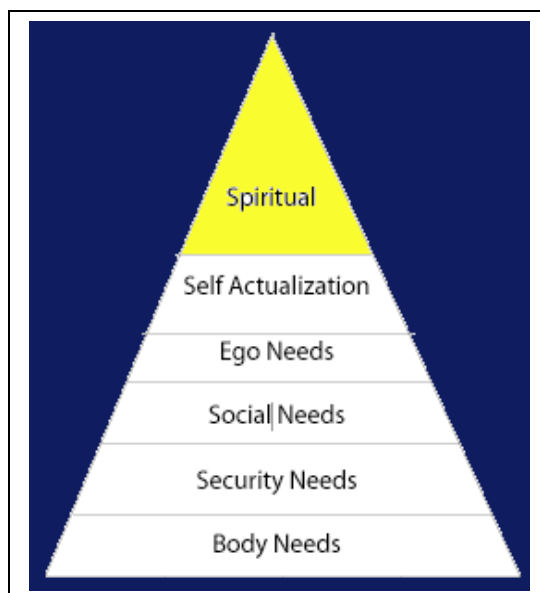 Spiritual
Self Actualization
Ego Needs
Social Needs
Security Needs
Body Needs